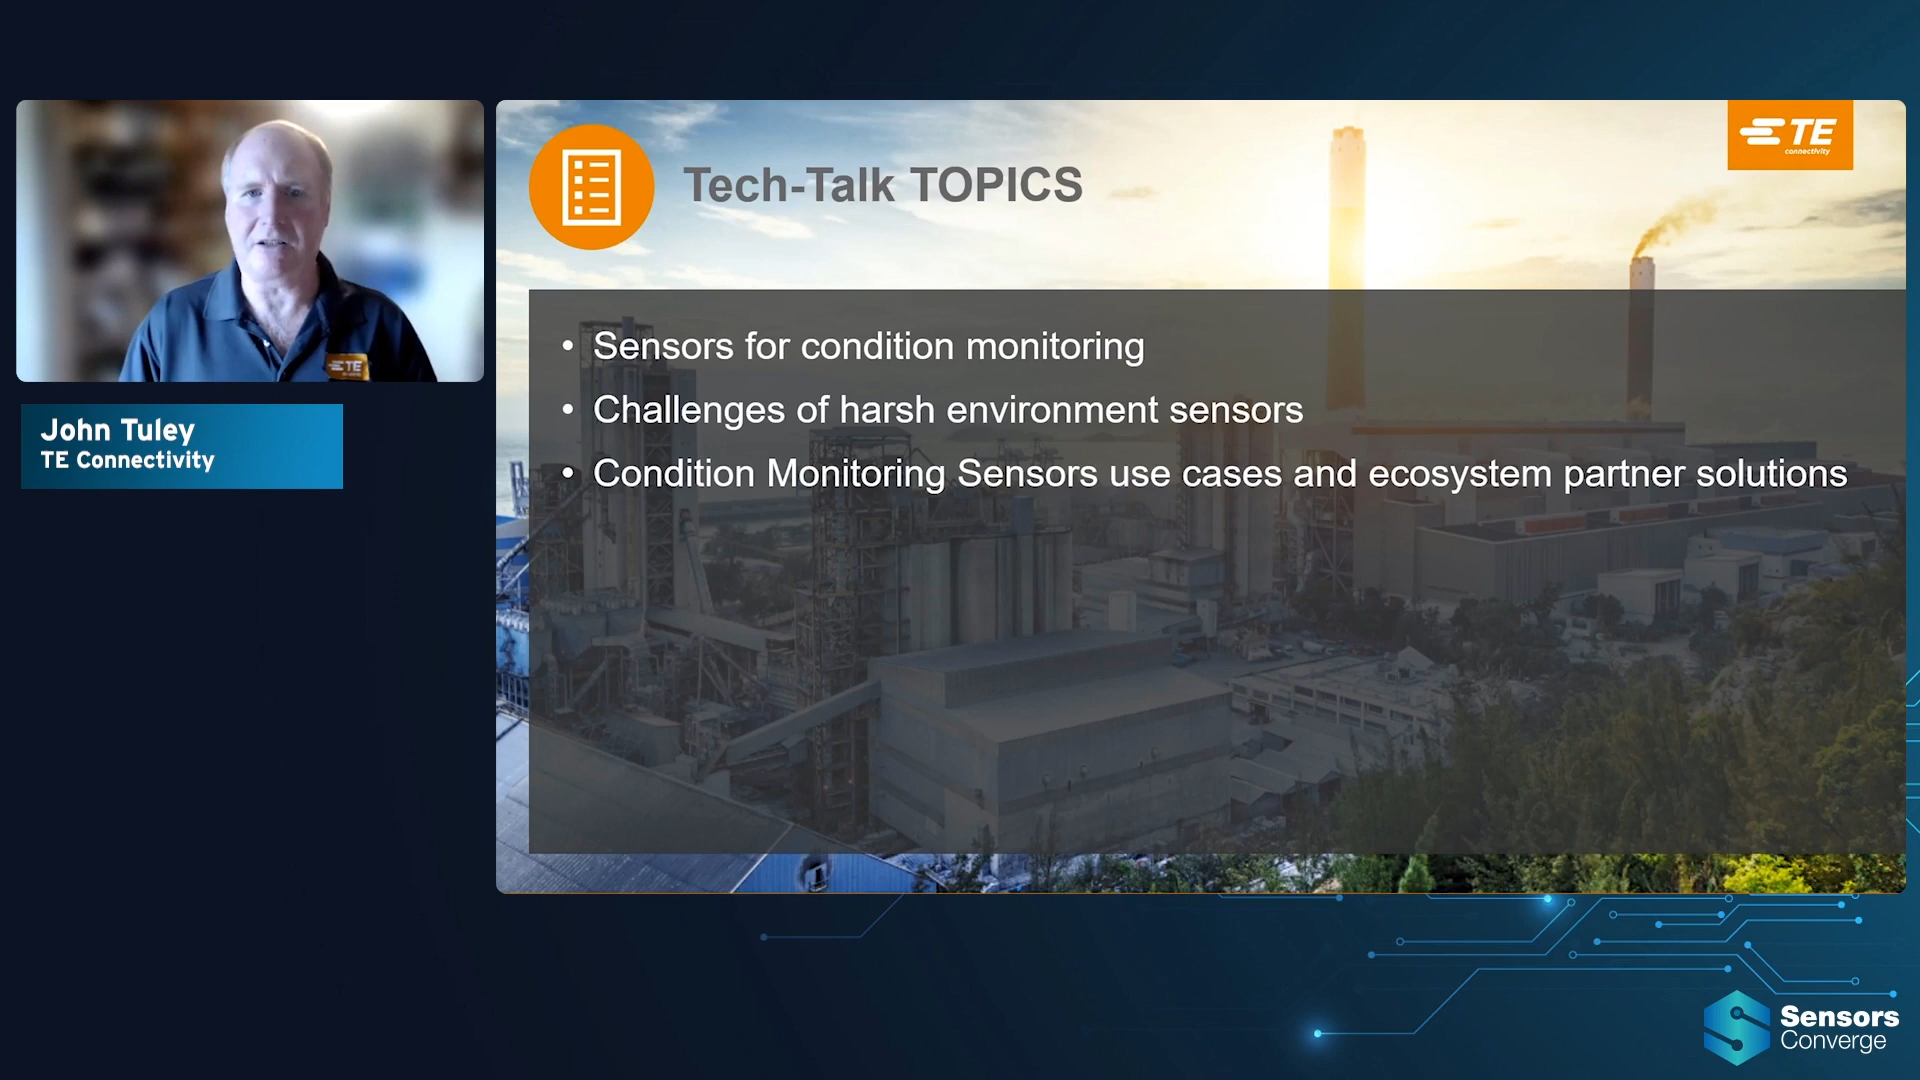 TE
connectivity
Tech-Talk TOPICS
• Sensors for condition monitoring
• Challenges of harsh environment sensors
• Condition Monitoring Sensors use cases and ecosystem partner solutions
TE
John Tuley
TE Connectivity
Sensors
Converge